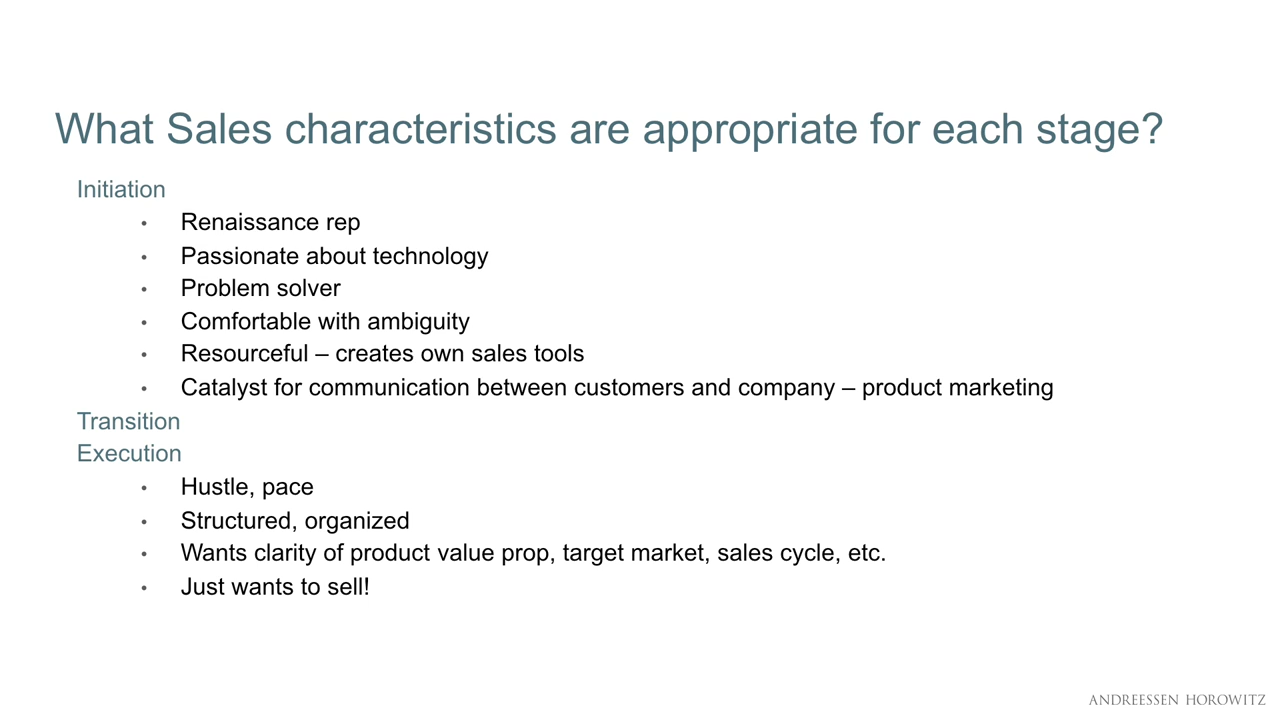 What Sales characteristics are appropriate for each stage?
Initiation
• Renaissance rep
• Passionate about technology
• Problem solver
• Comfortable with ambiguity
• Resourceful – creates own sales tools
• Catalyst for communication between customers and company – product marketing
Transition
Execution
• Hustle, pace
• Structured, organized
• Wants clarity of product value prop, target market, sales cycle, etc.
• Just wants to sell!
ANDREESSEN HOROWITZ